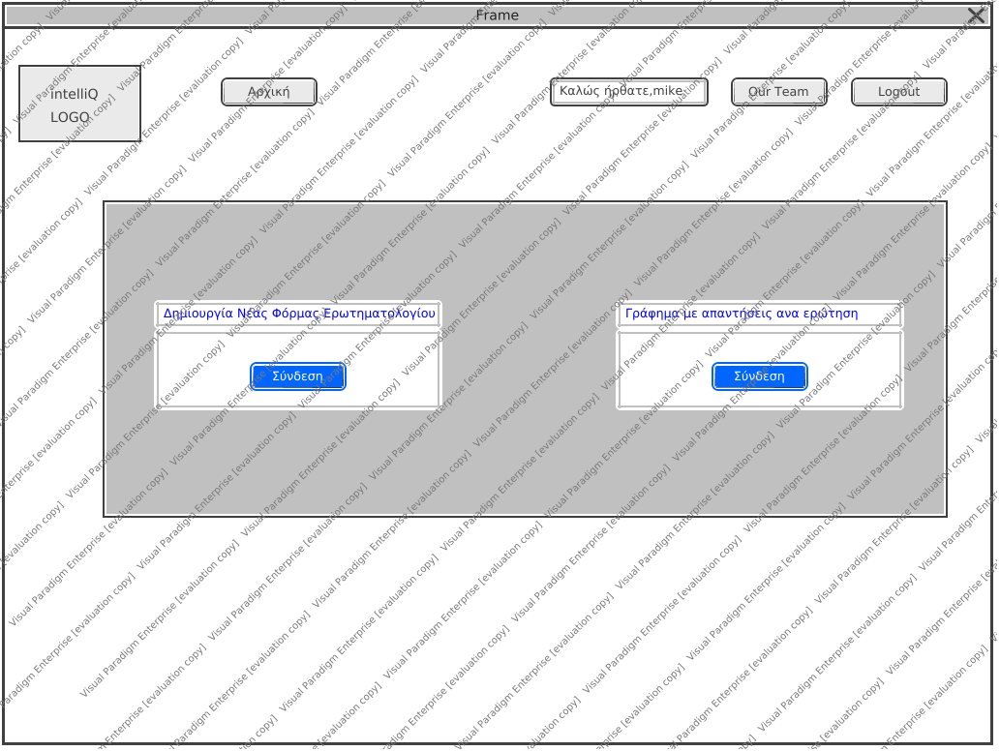 Frame
intelliQ
LOGO
Αρχική
Καλώς ήρθατε,mike
Our Team
Logout
Δημιουργία Νέας Φόρμας Ερωτηματολογίου
Σύνδεση
Γράφημα με απαντήσεις ανα ερώτηση
Σύνδεση
Visual Paradigm Enterprise [evaluation copy]